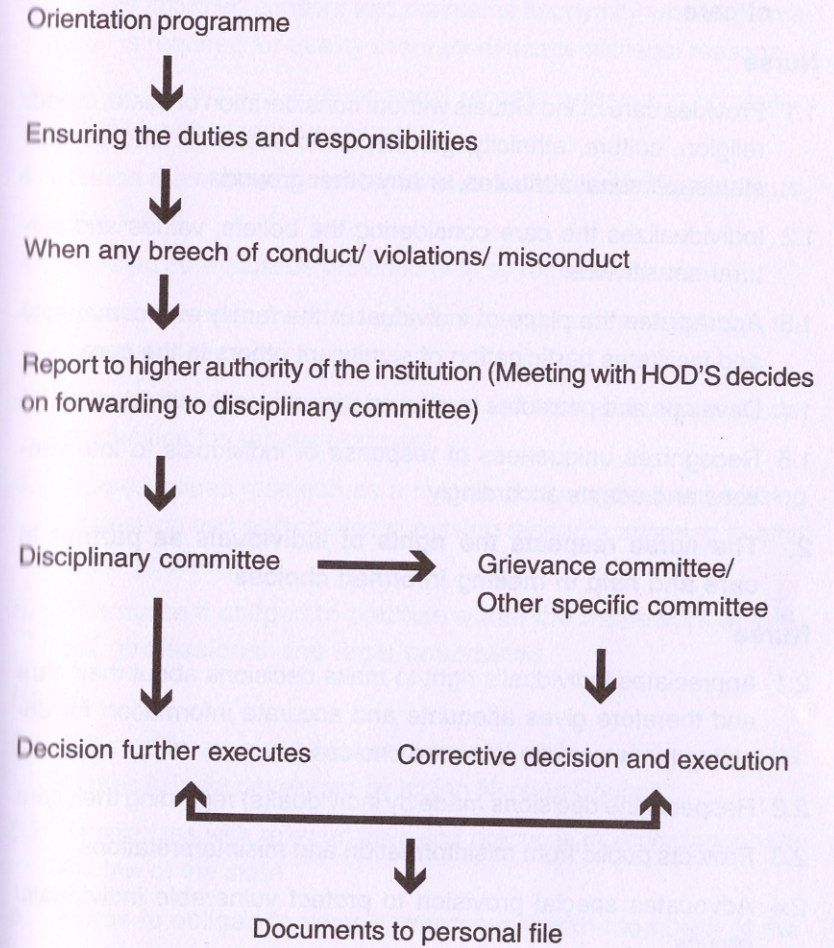 Orientation programme
Ensuring the duties and responsibilities
When any breech of conduct/ violations/ misconduct
Report to higher authority of the institution (Meeting with HOD'S decides
on forwarding to disciplinary committee)
Disciplinary committee
Grievance committee/
Other specific committee
Decision further executes
Corrective decision and execution
Documents to personal file